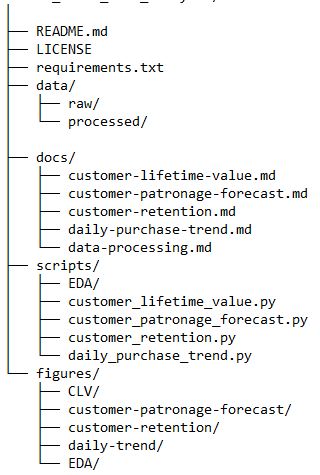 ├── README.md
├── LICENSE
├── requirements.txt
├── data/
│   ├── raw/
│   └── processed/
│
├── docs/
│   ├── customer-lifetime-value.md
│   ├── customer-patronage-forecast.md
│   ├── customer-retention.md
│   ├── daily-purchase-trend.md
│   └── data-processing.md
├── scripts/
│   ├── EDA/
│   ├── customer_lifetime_value.py
│   ├── customer_patronage_forecast.py
│   ├── customer_retention.py
│   └── daily_purchase_trend.py
└── figures/
    ├── CLV/
    ├── customer-patronage-forecast/
    ├── customer-retention/
    ├── daily-trend/
    └── EDA/